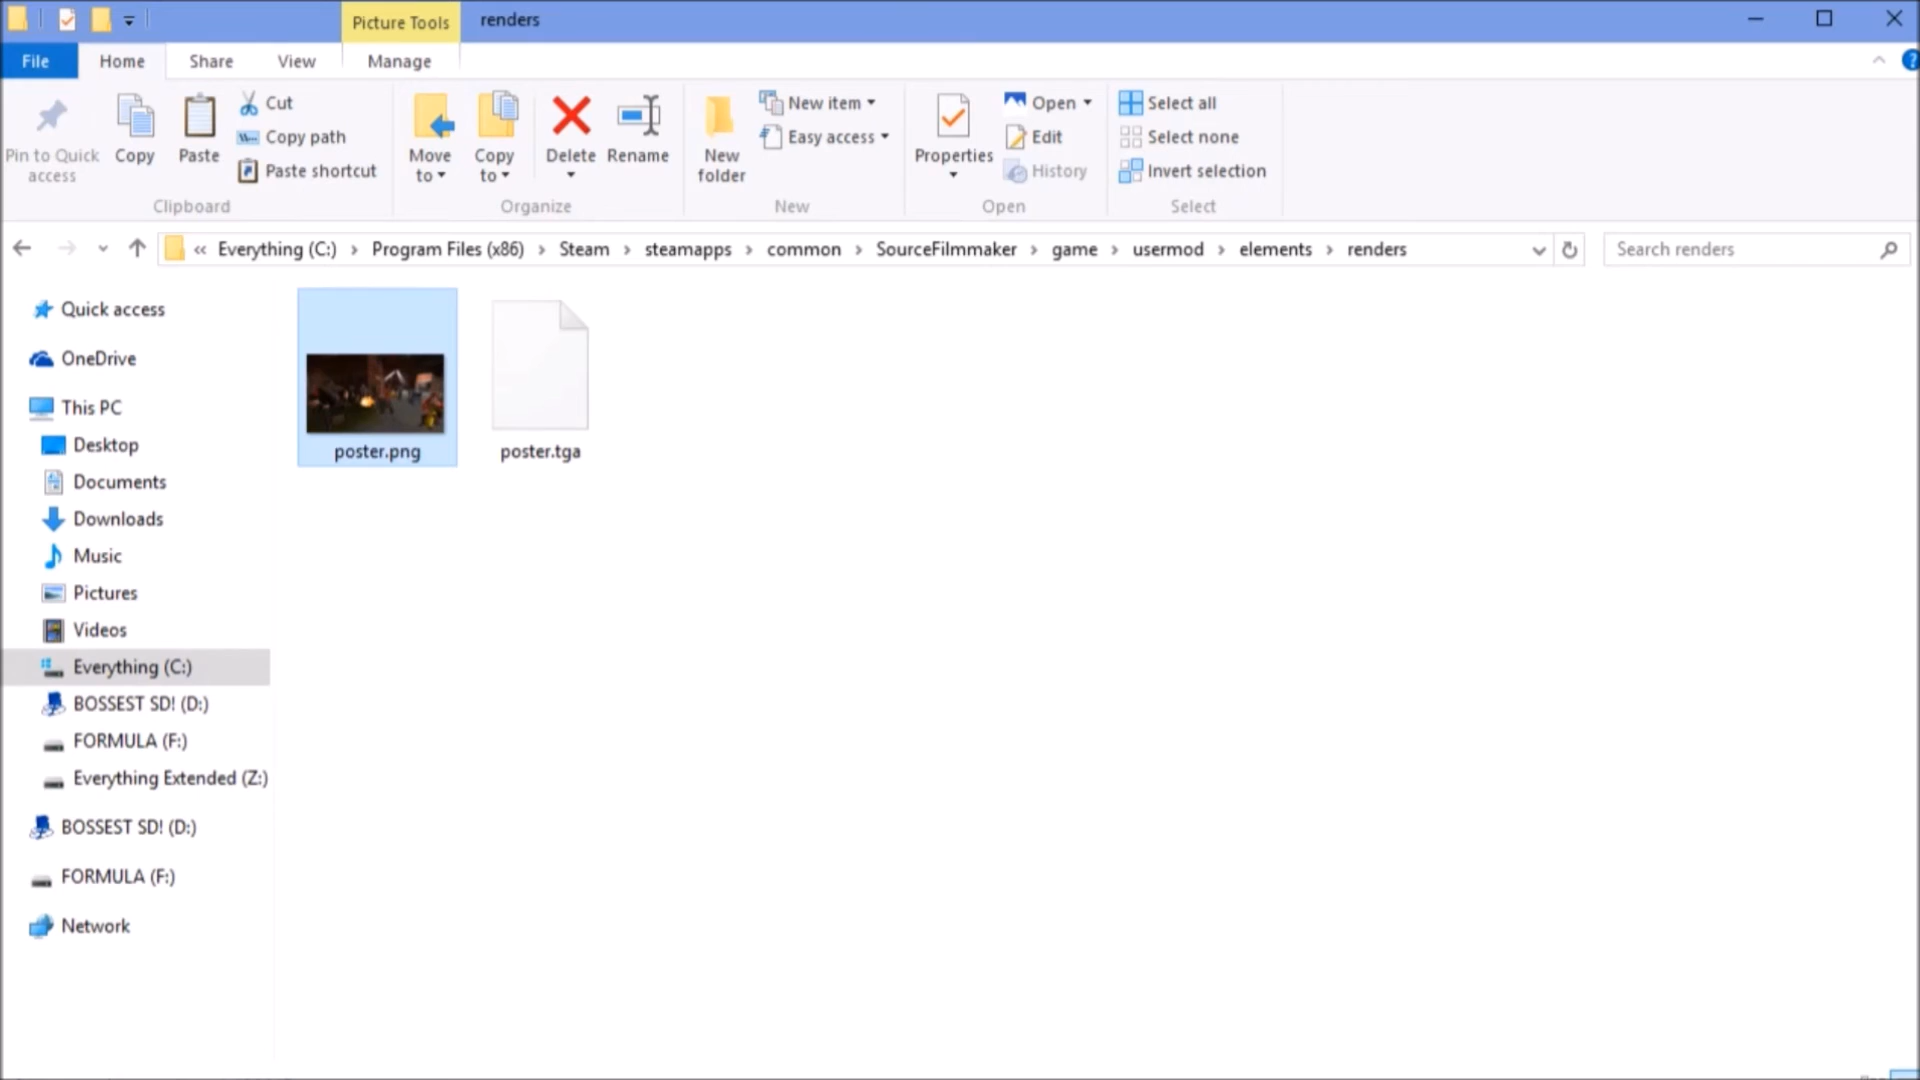 Picture Tools renders
File Home Share View Manage
Pin to Quick access
Copy
Paste
Cut
Copy path
Paste shortcut
Clipboard
Move to
Copy to
Delete
Rename
Organize
New folder
New item
Easy access
New
Properties
Open
Edit
History
Open
Select all
Select none
Invert selection
Select
« Everything (C:) › Program Files (x86) › Steam › steamapps › common › SourceFilmmaker › game › usermod › elements › renders
Search renders
Quick access
OneDrive
This PC
Desktop
Documents
Downloads
Music
Pictures
Videos
Everything (C:)
BOSSEST SD! (D:)
FORMULA (F:)
Everything Extended (Z:)
BOSSEST SD! (D:)
FORMULA (F:)
Network
poster.png
poster.tga